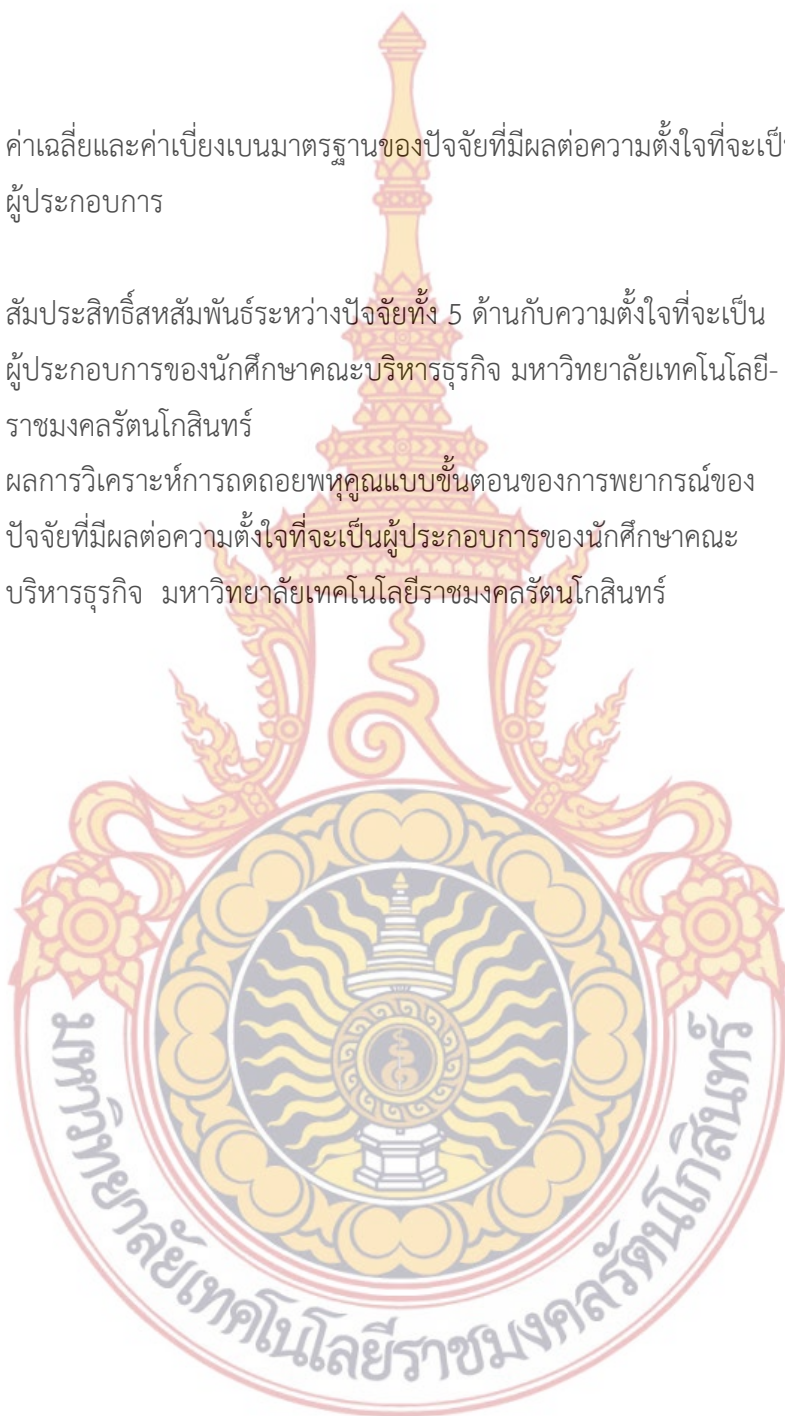 ค่าเฉลี่ยและค่าเบี่ยงเบนมาตรฐานของปัจจัยที่มีผลต่อความตั้งใจที่จะเป็น
ผู้ประกอบการ
สัมประสิทธิ์สหสัมพันธ์ระหว่างปัจจัยทั้ง 5 ด้านกับความตั้งใจที่จะเป็น
ผู้ประกอบการของนักศึกษาคณะบริหารธุรกิจ มหาวิทยาลัยเทคโนโลยี-
ราชมงคลรัตนโกสินทร์
ผลการวิเคราะห์การถดถอยพหุคูณแบบขั้นตอนของการพยากรณ์ของ
ปัจจัยที่มีผลต่อความตั้งใจที่จะเป็นผู้ประกอบการของนักศึกษาคณะ
บริหารธุรกิจ มหาวิทยาลัยเทคโนโลยีราชมงคลรัตนโกสินทร์
มหาวิทยาลัยเทคโนโลยีราชมงคลรัตนโกสินทร์